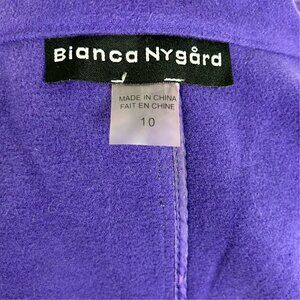 Bianca Nygård
MADE IN CHINA
FAIT EN CHINE
10